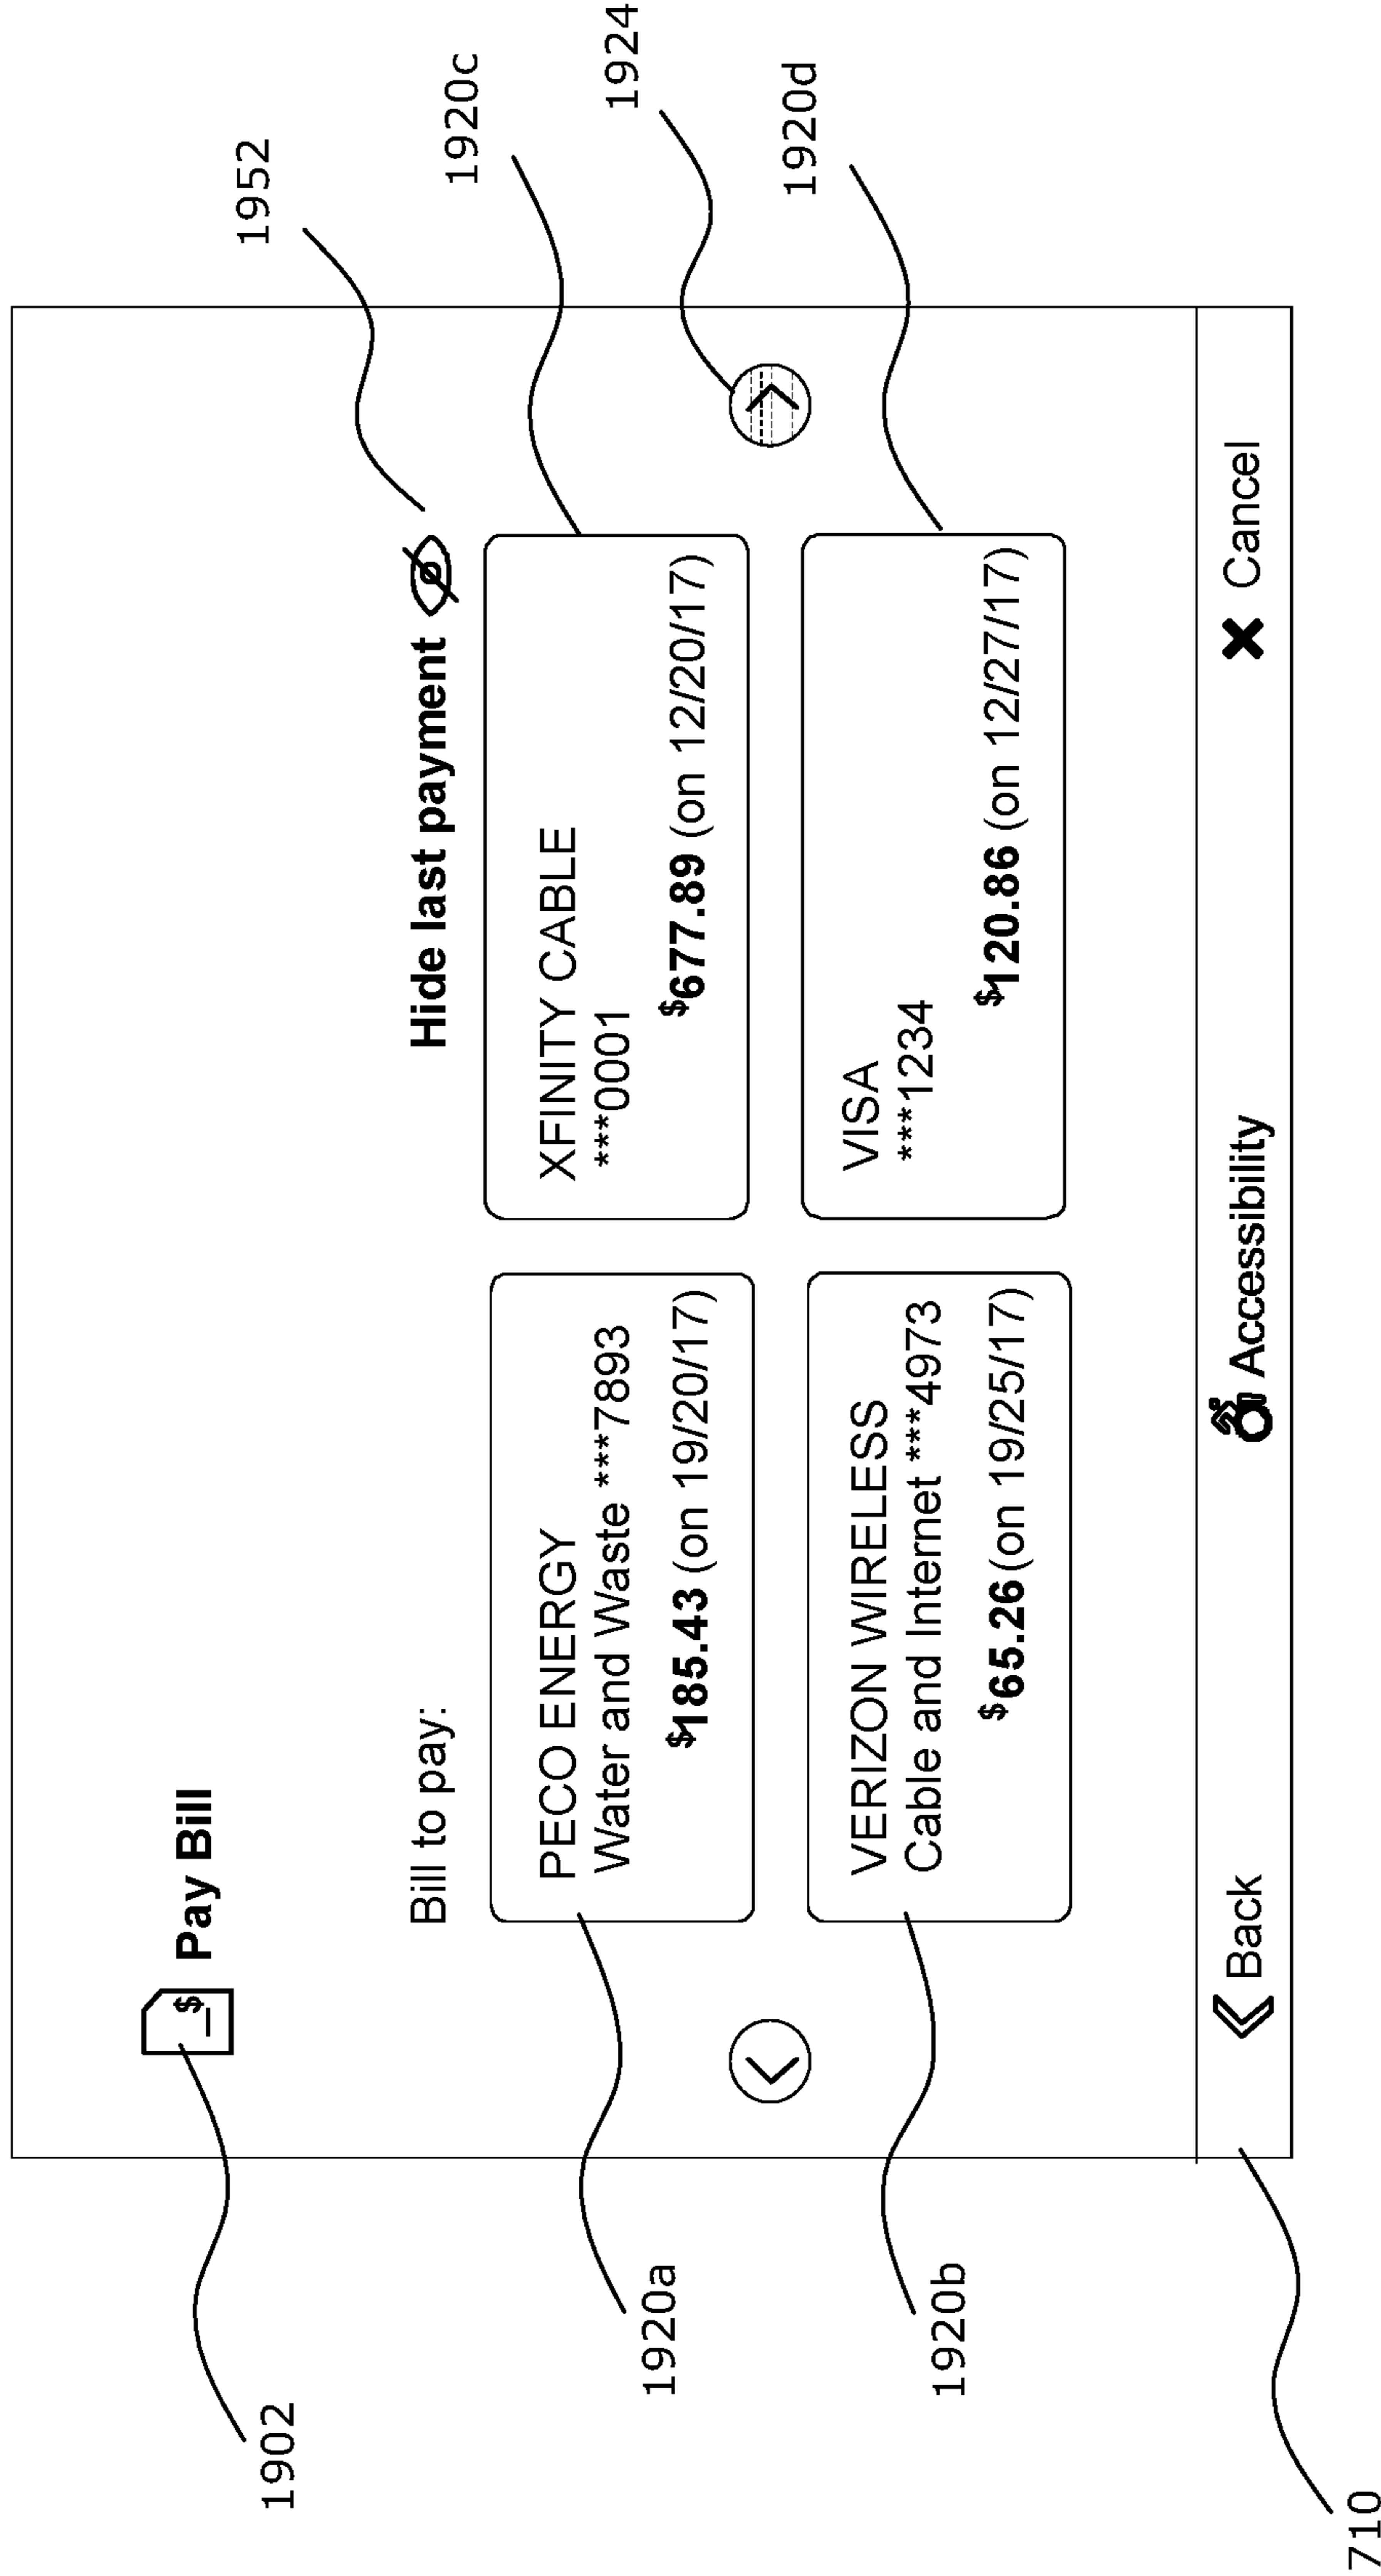 1902
$
Pay Bill
1952
Bill to pay:
Hide last payment
1920a
PECO ENERGY
Water and Waste ***7893
$185.43 (on 19/20/17)
1920c
XFINITY CABLE
***0001
$677.89 (on 12/20/17)
1924
1920b
VERIZON WIRELESS
Cable and Internet ***4973
$65.26 (on 19/25/17)
1920d
VISA
***1234
$120.86 (on 12/27/17)
710
Back
Accessibility
Cancel